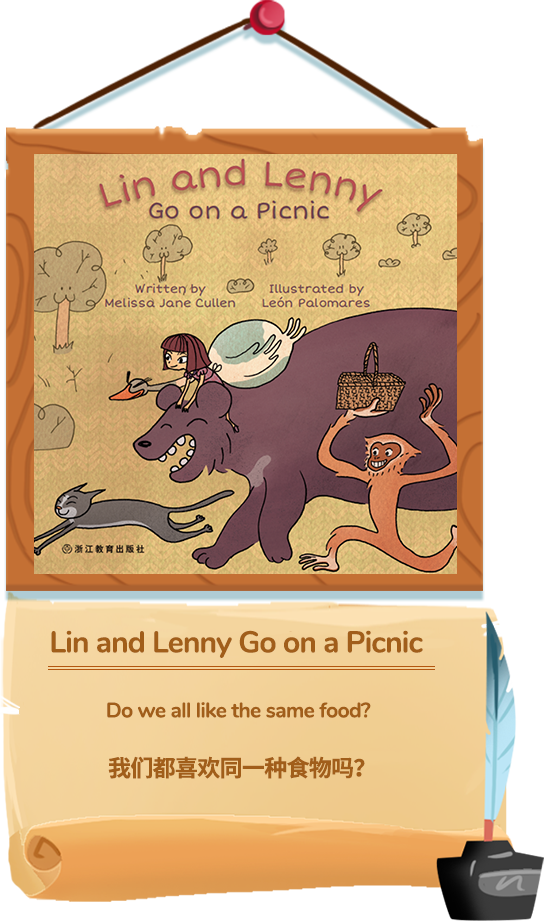 Lin and Lenny
Go on a Picnic
Written by
Melissa Jane Cullen
Illustrated by
León Palomares
浙江教育出版社
Lin and Lenny Go on a Picnic
Do we all like the same food?
我们都喜欢同一种食物吗?